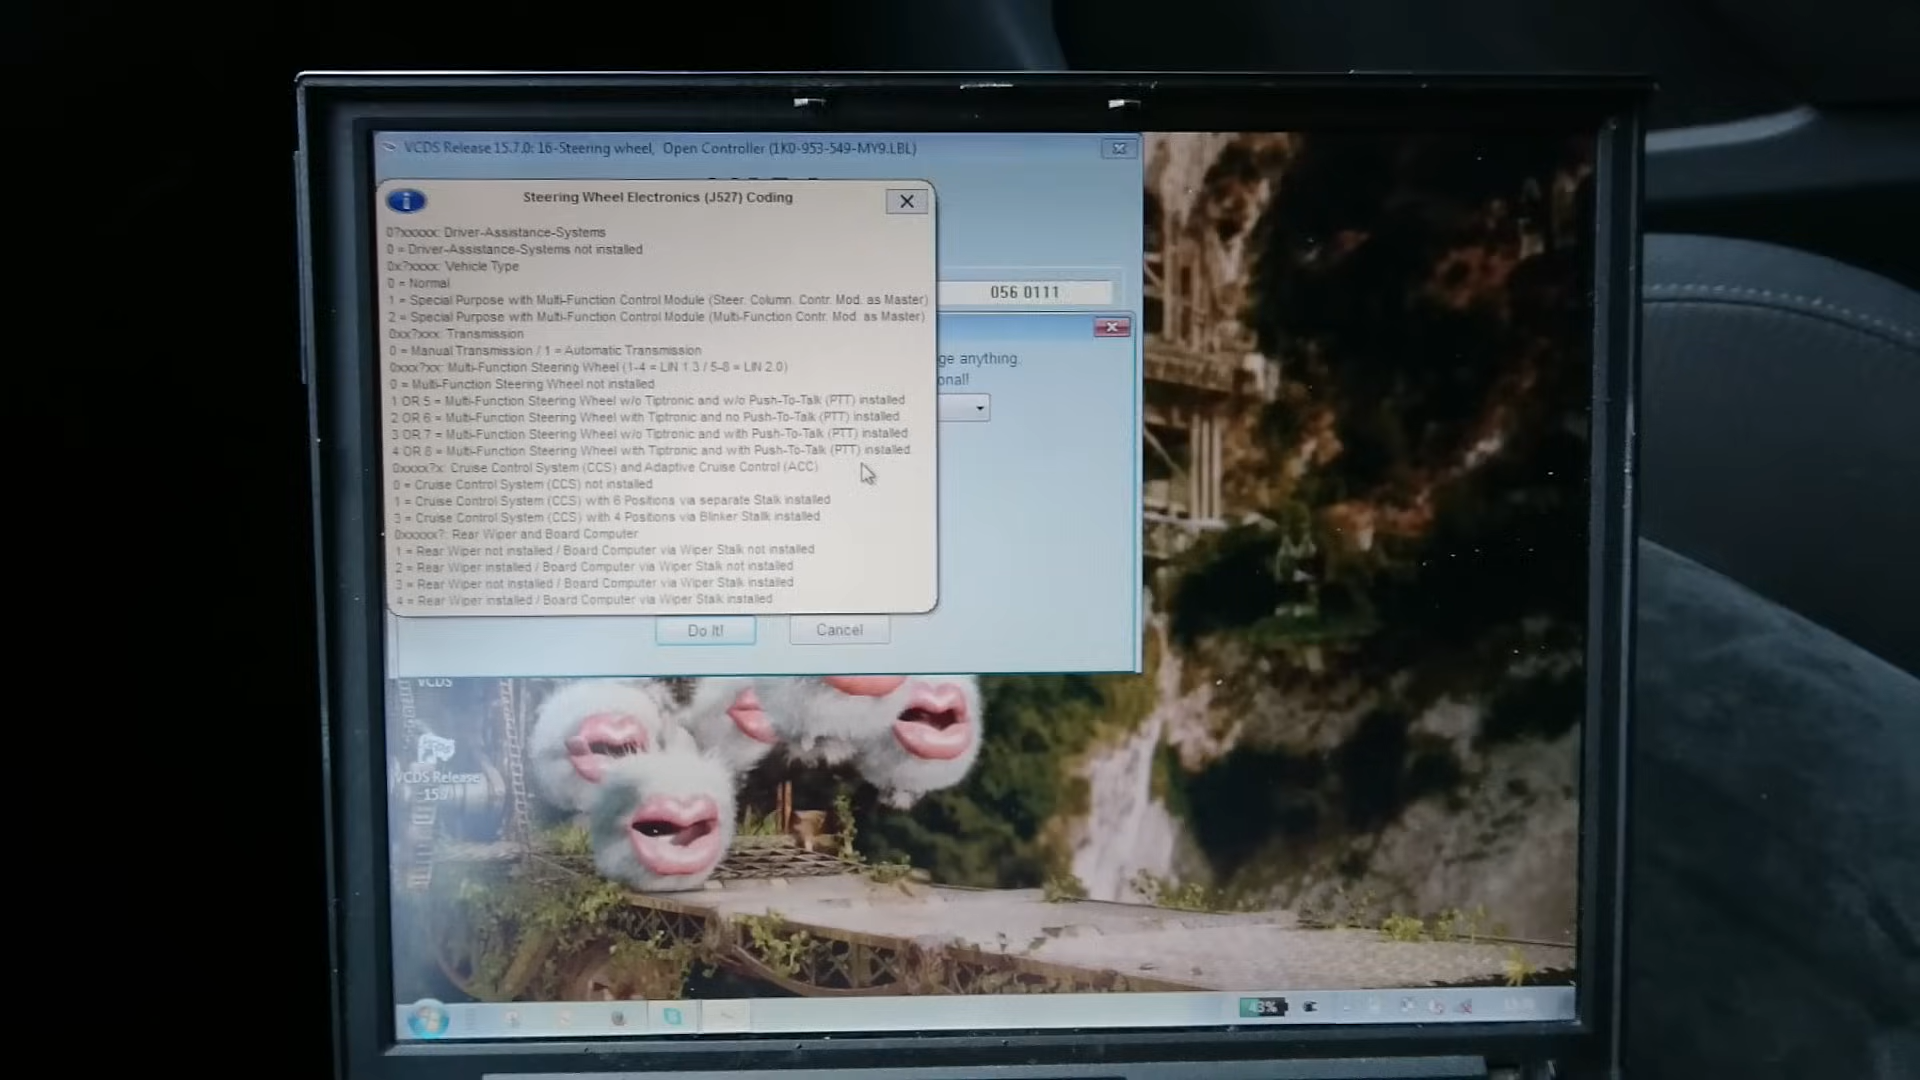 VCDS Release 15.7.0: 16-Steering wheel, Open Controller (1K0-953-549-MY9.LBL)
Steering Wheel Electronics (J527) Coding
0?xxxxx: Driver-Assistance-Systems
0 = Driver-Assistance-Systems not installed
0x?xxxx: Vehicle Type
0 = Normal
1 = Special Purpose with Multi-Function Control Module (Steer. Column. Contr. Mod. as Master)
2 = Special Purpose with Multi-Function Control Module (Multi-Function Contr. Mod. as Master)
0xx?xxx: Transmission
0 = Manual Transmission / 1 = Automatic Transmission
0xxx?xx: Multi-Function Steering Wheel (1-4 = LIN 1.3 / 5-8 = LIN 2.0)
0 = Multi-Function Steering Wheel not installed
1 OR 5 = Multi-Function Steering Wheel w/o Tiptronic and w/o Push-To-Talk (PTT) installed
2 OR 6 = Multi-Function Steering Wheel with Tiptronic and no Push-To-Talk (PTT) installed
3 OR 7 = Multi-Function Steering Wheel w/o Tiptronic and with Push-To-Talk (PTT) installed
4 OR 8 = Multi-Function Steering Wheel with Tiptronic and with Push-To-Talk (PTT) installed
0xxxx?x: Cruise Control System (CCS) and Adaptive Cruise Control (ACC)
0 = Cruise Control System (CCS) not installed
1 = Cruise Control System (CCS) with 6 Positions via separate Stalk installed
3 = Cruise Control System (CCS) with 4 Positions via Blinker Stallk installed
0xxxxx?: Rear Wiper and Board Computer
1 = Rear Wiper not installed / Board Computer via Wiper Stalk not installed
2 = Rear Wiper installed / Board Computer via Wiper Stalk not installed
3 = Rear Wiper not installed / Board Computer via Wiper Stalk installed
4 = Rear Wiper installed / Board Computer via Wiper Stalk installed
056 0111
ge anything.
onal!
Do It!
Cancel
VCDS
VCDS Release
15.7
43%